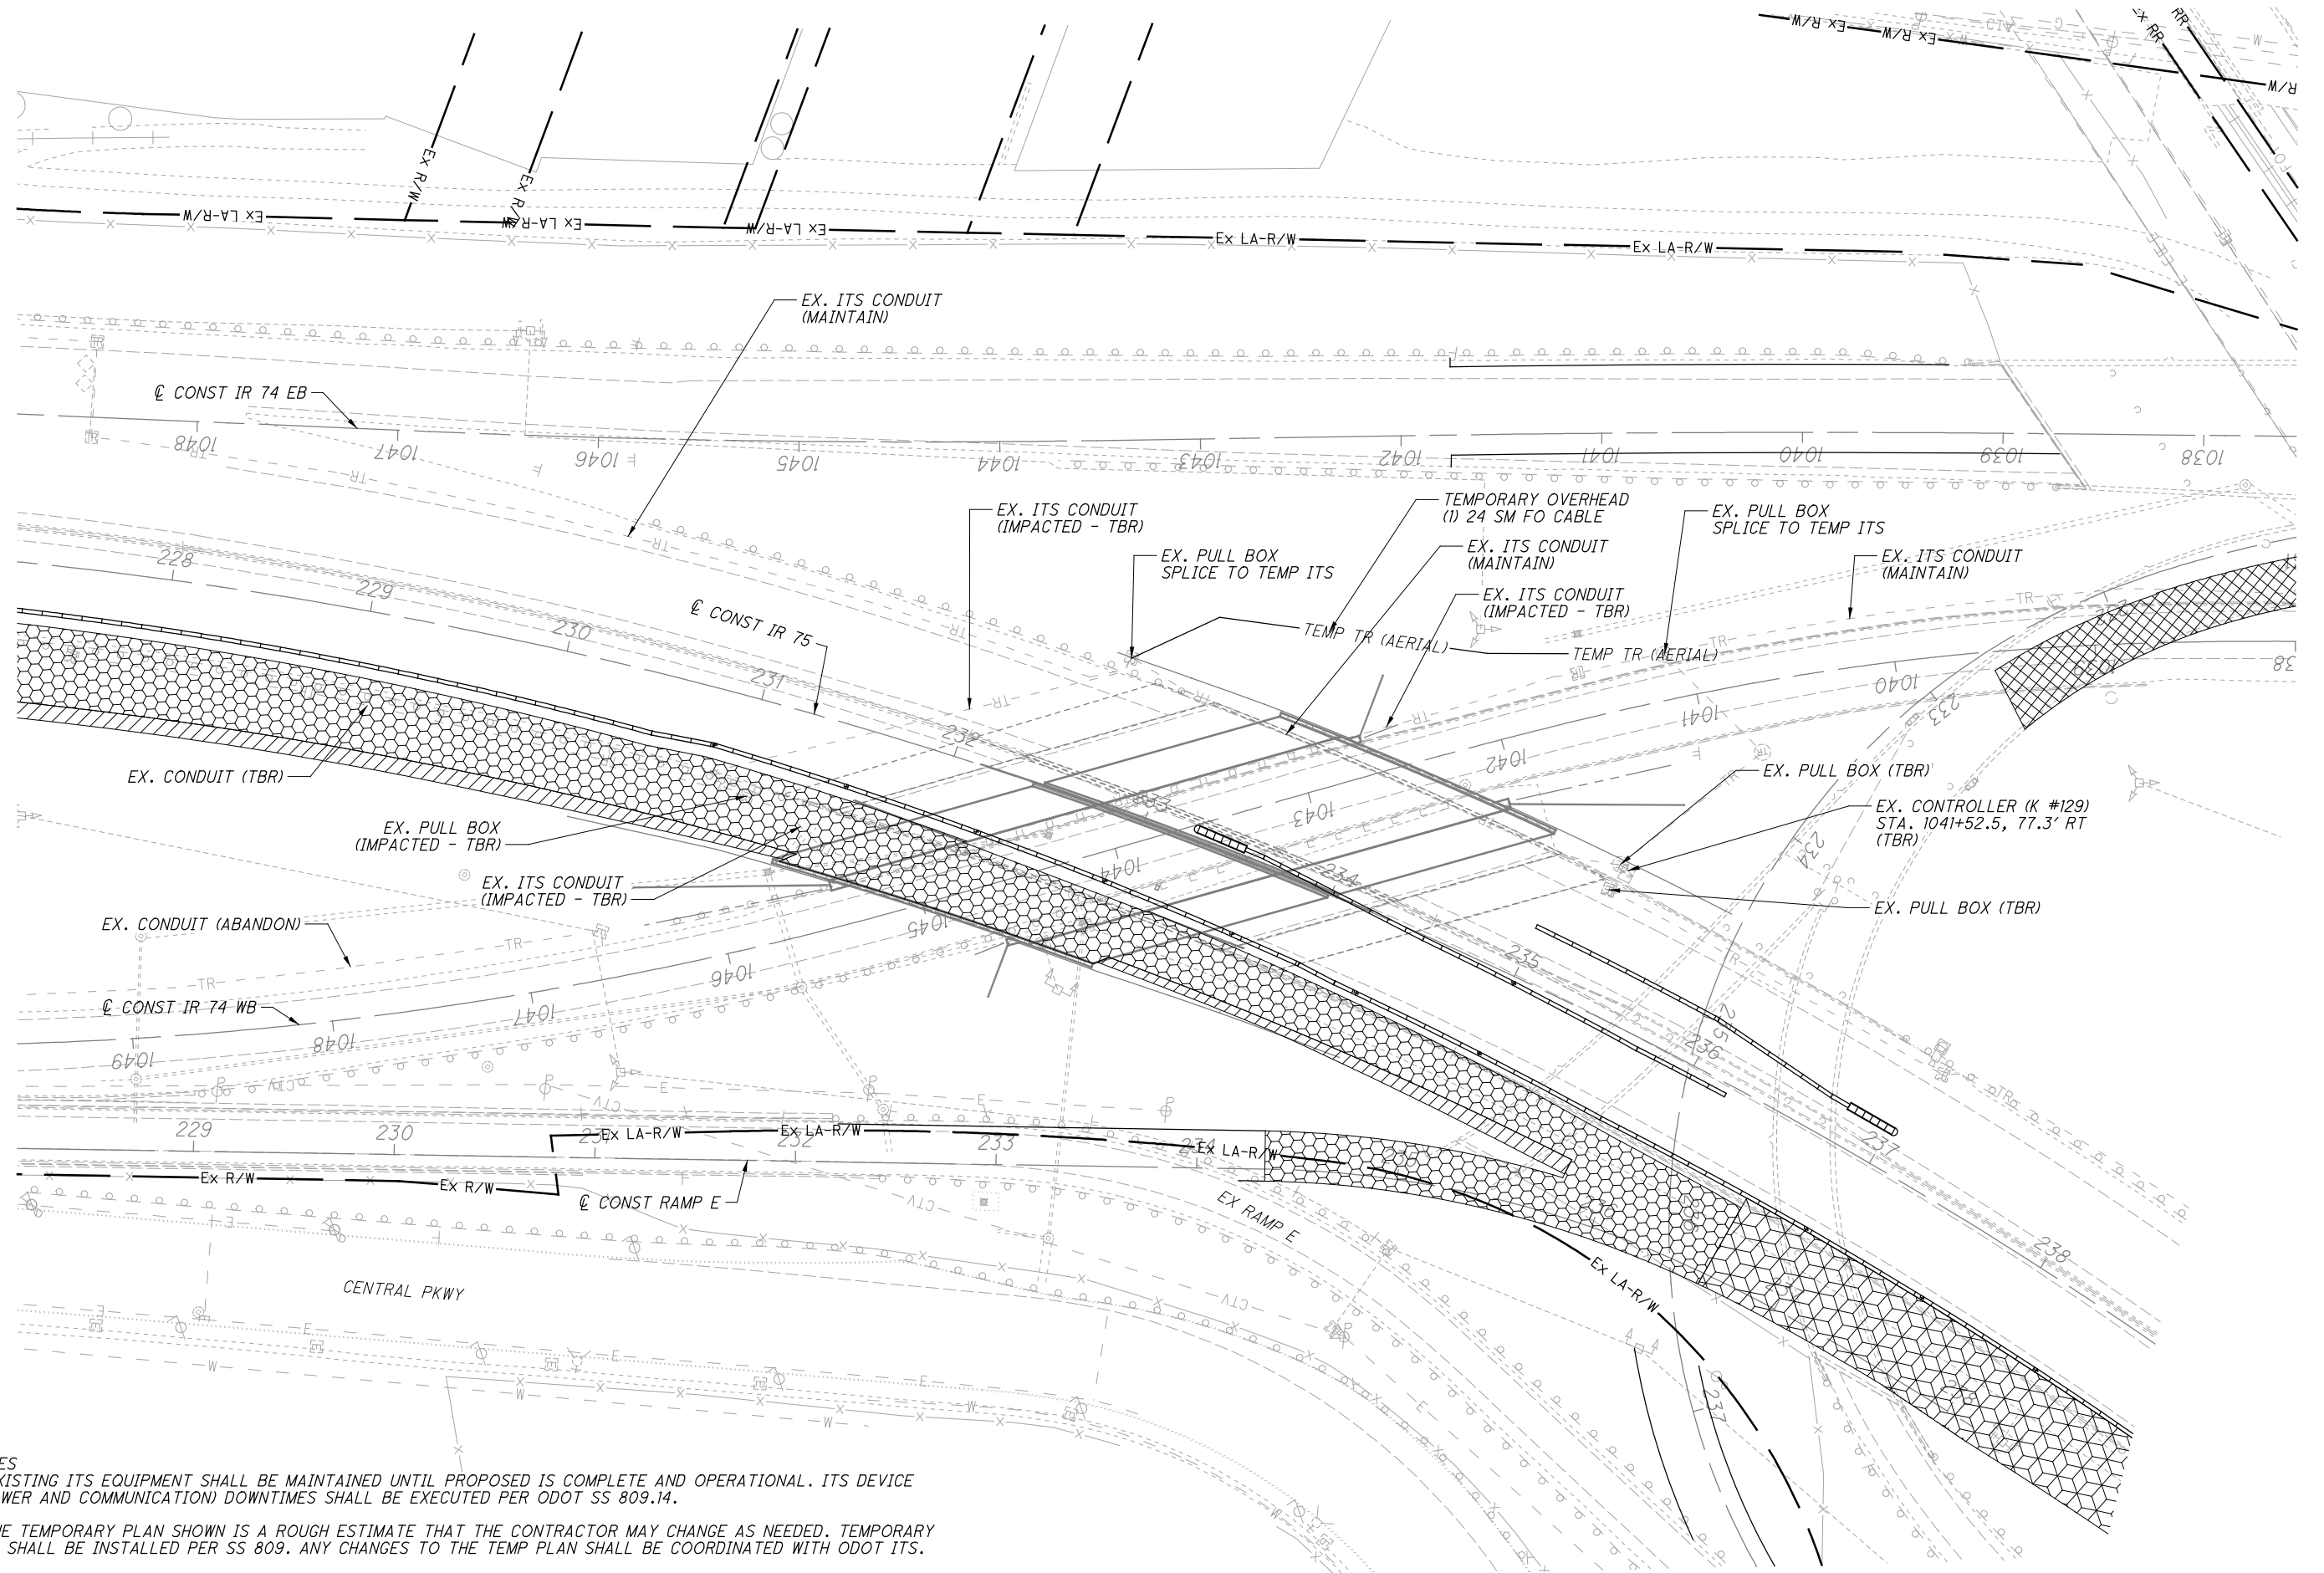 Ex R/W
Ex R/W
R/W
RR
Ex R/W
Ex R/W
Ex LA-R/W
Ex LA-R/W
Ex LA-R/W
Ex LA-R/W
Ex LA-R/W
EX. ITS CONDUIT
(MAINTAIN)
℄ CONST IR 74 EB
1048
1047
1046
1045
1044
1043
1042
1041
1040
1039
1038
EX. ITS CONDUIT
(IMPACTED - TBR)
TEMPORARY OVERHEAD
(1) 24 SM FO CABLE
EX. PULL BOX
SPLICE TO TEMP ITS
EX. PULL BOX
SPLICE TO TEMP ITS
EX. ITS CONDUIT
(MAINTAIN)
EX. ITS CONDUIT
(MAINTAIN)
EX. ITS CONDUIT
(IMPACTED - TBR)
228
229
230
231
232
℄ CONST IR 75
TEMP TR (AERIAL)
TEMP TR (AERIAL)
1040
1041
1042
1043
1044
1045
1046
1047
1048
1049
38
233
234
EX. CONDUIT (TBR)
EX. PULL BOX
(IMPACTED - TBR)
EX. ITS CONDUIT
(IMPACTED - TBR)
EX. PULL BOX (TBR)
EX. CONTROLLER (K #129)
STA. 1041+52.5, 77.3' RT
(TBR)
EX. PULL BOX (TBR)
EX. CONDUIT (ABANDON)
TR
TR
℄ CONST IR 74 WB
234
235
236
237
238
235
CTV
E
E
CTV
229
230
232
233
234
Ex LA-R/W
Ex LA-R/W
Ex LA-R/W
Ex R/W
Ex R/W
℄ CONST RAMP E
CTV
EX RAMP E
Ex LA-R/W
CENTRAL PKWY
CTV
237
W
W
W
W
ES
XISTING ITS EQUIPMENT SHALL BE MAINTAINED UNTIL PROPOSED IS COMPLETE AND OPERATIONAL. ITS DEVICE
WER AND COMMUNICATION) DOWNTIMES SHALL BE EXECUTED PER ODOT SS 809.14.
E TEMPORARY PLAN SHOWN IS A ROUGH ESTIMATE THAT THE CONTRACTOR MAY CHANGE AS NEEDED. TEMPORARY
SHALL BE INSTALLED PER SS 809. ANY CHANGES TO THE TEMP PLAN SHALL BE COORDINATED WITH ODOT ITS.